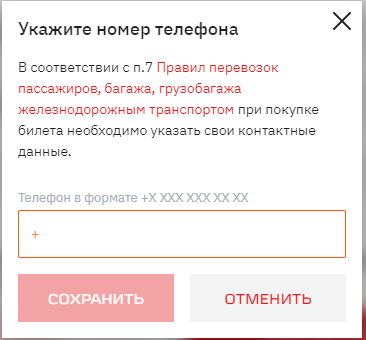 Укажите номер телефона
В соответствии с п.7 Правил перевозок
пассажиров, багажа, грузобагажа
железнодорожным транспортом при покупке
билета необходимо указать свои контактные
данные.
Телефон в формате +X XXX XXX XX XX
+
СОХРАНИТЬ
ОТМЕНИТЬ